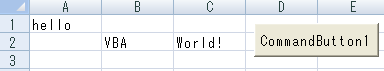 A B C D E
1 hello
2 VBA World! CommandButton1
3